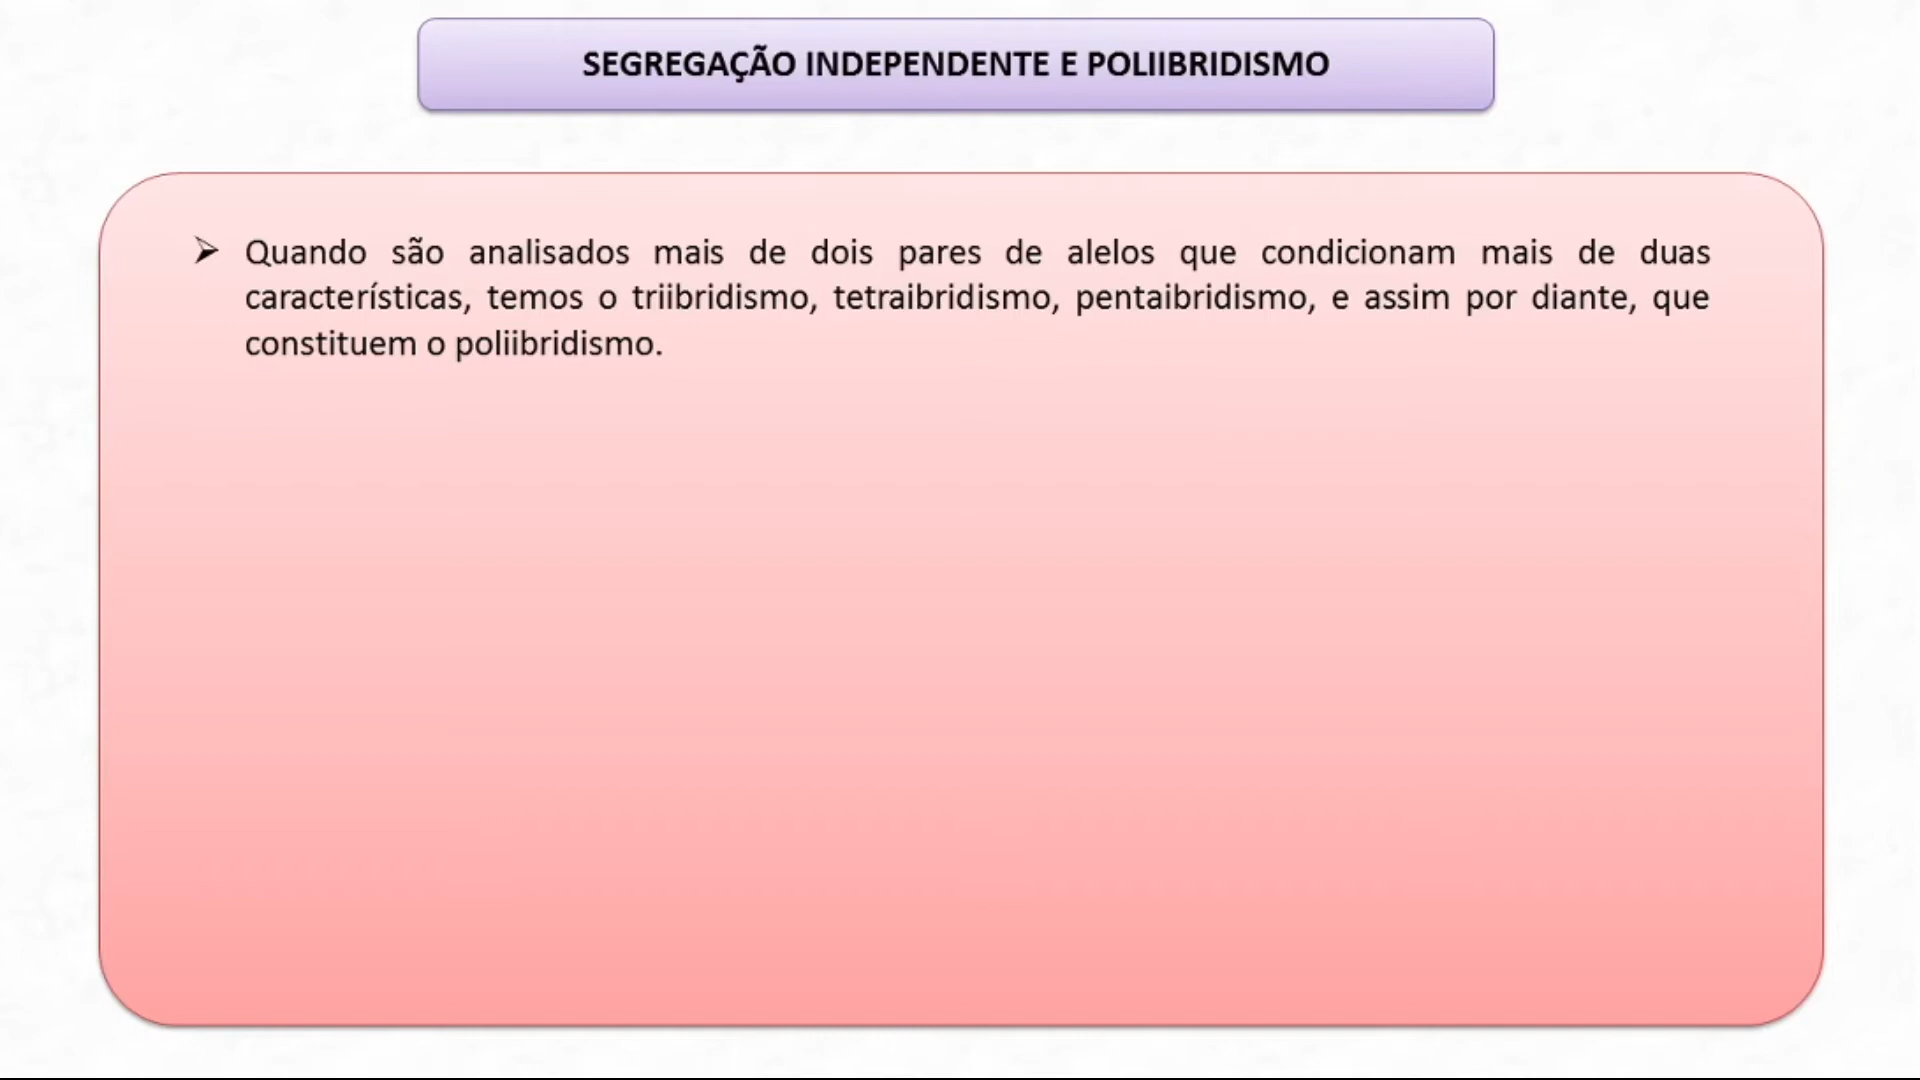 SEGREGAÇÃO INDEPENDENTE E POLIIBRIDISMO
➢ Quando são analisados mais de dois pares de alelos que condicionam mais de duas
características, temos o triibridismo, tetraibridismo, pentaibridismo, e assim por diante, que
constituem o poliibridismo.